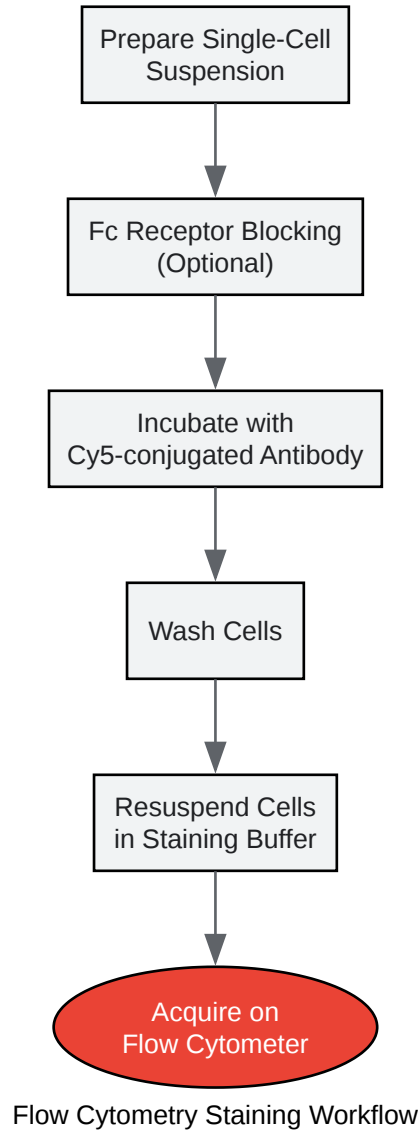 Prepare Single-Cell
Suspension
Fc Receptor Blocking
(Optional)
Incubate with
Cy5-conjugated Antibody
Wash Cells
Resuspend Cells
in Staining Buffer
Acquire on
Flow Cytometer
Flow Cytometry Staining Workflow